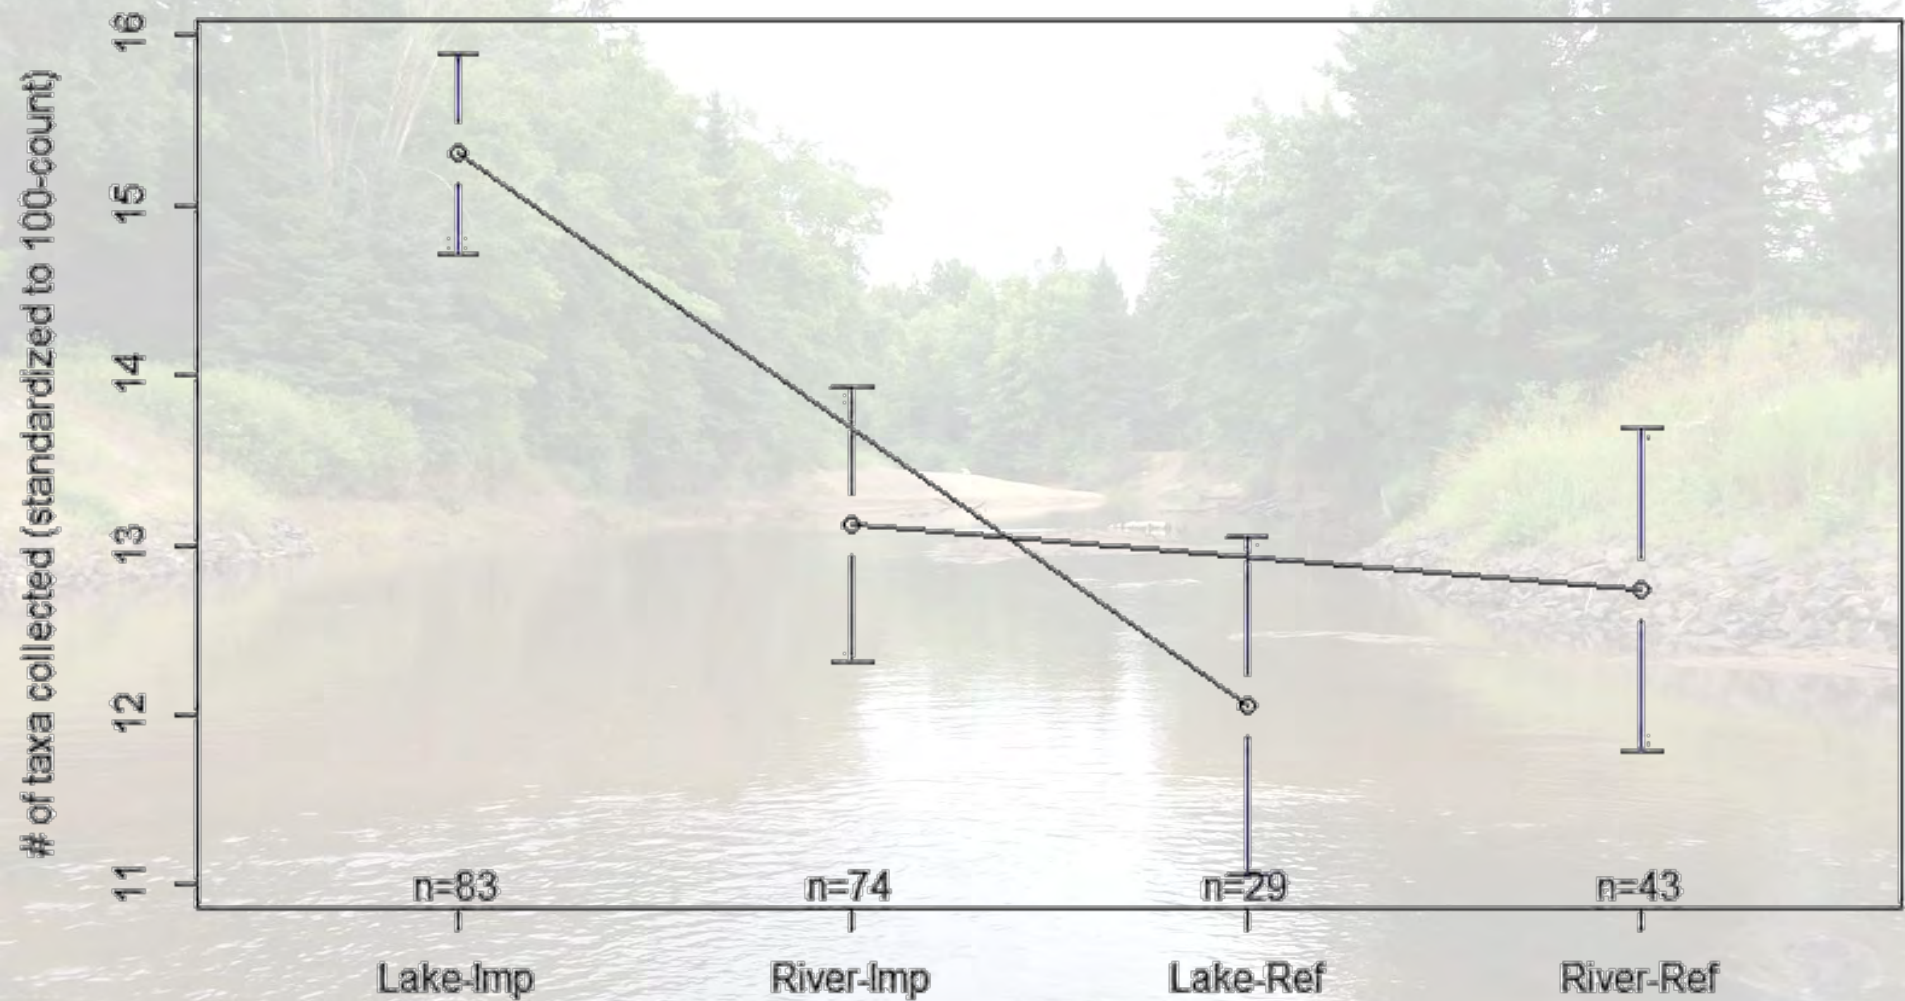 # of taxa collected (standardized to 100-count)
16
15
14
13
12
11
n=83 n=74 n=29 n=43
Lake-Imp River-Imp Lake-Ref River-Ref